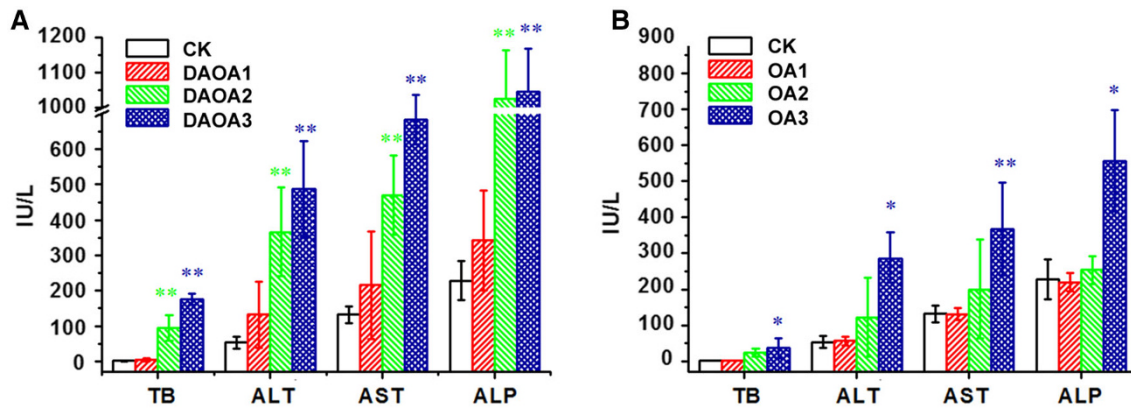 A
CK
DAOA1
DAOA2
DAOA3
IU/L
1200
1100
1000
600
500
400
300
200
100
0
** **
** **
** **
** **
TB ALT AST ALP
B
CK
OA1
OA2
OA3
IU/L
900
800
700
600
500
400
300
200
100
0
*
*
**
*
TB ALT AST ALP